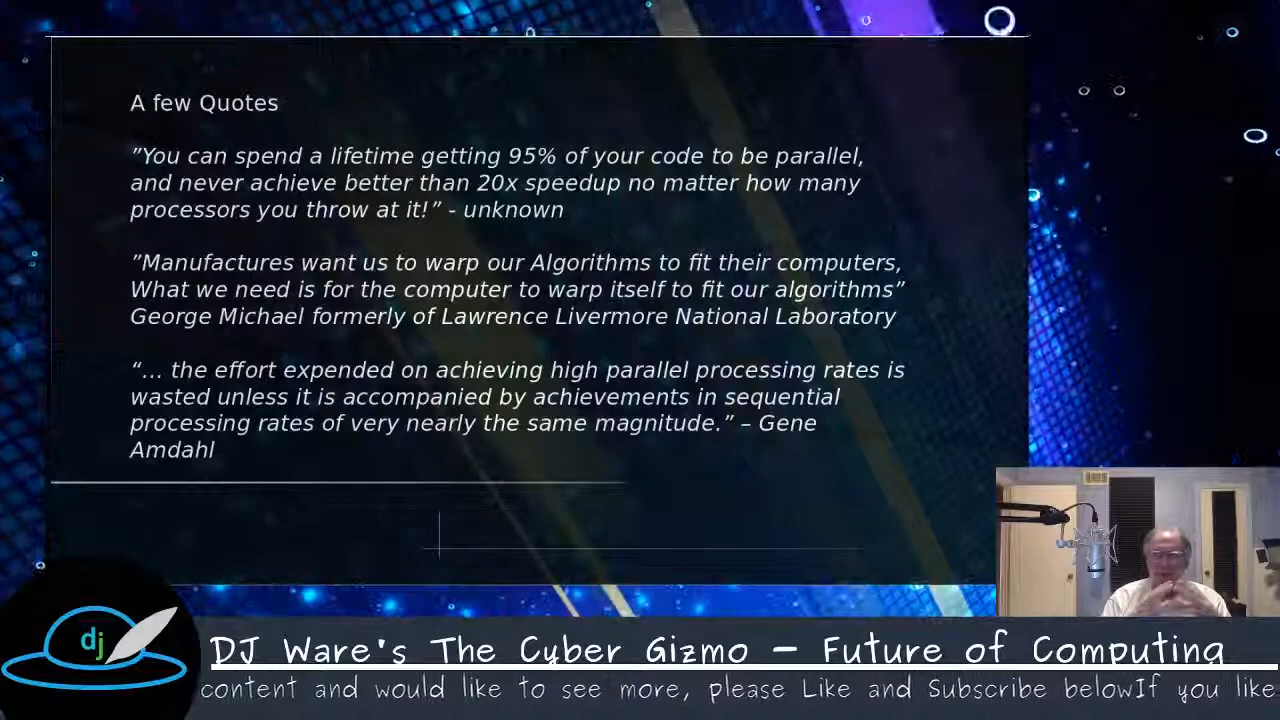 A few Quotes
”You can spend a lifetime getting 95% of your code to be parallel,
and never achieve better than 20x speedup no matter how many
processors you throw at it!” - unknown
”Manufactures want us to warp our Algorithms to fit their computers,
What we need is for the computer to warp itself to fit our algorithms”
George Michael formerly of Lawrence Livermore National Laboratory
“... the effort expended on achieving high parallel processing rates is
wasted unless it is accompanied by achievements in sequential
processing rates of very nearly the same magnitude.” – Gene
Amdahl
dj
DJ Ware's The Cyber Gizmo – Future of Computing
content and would like to see more, please Like and Subscribe belowIf you like